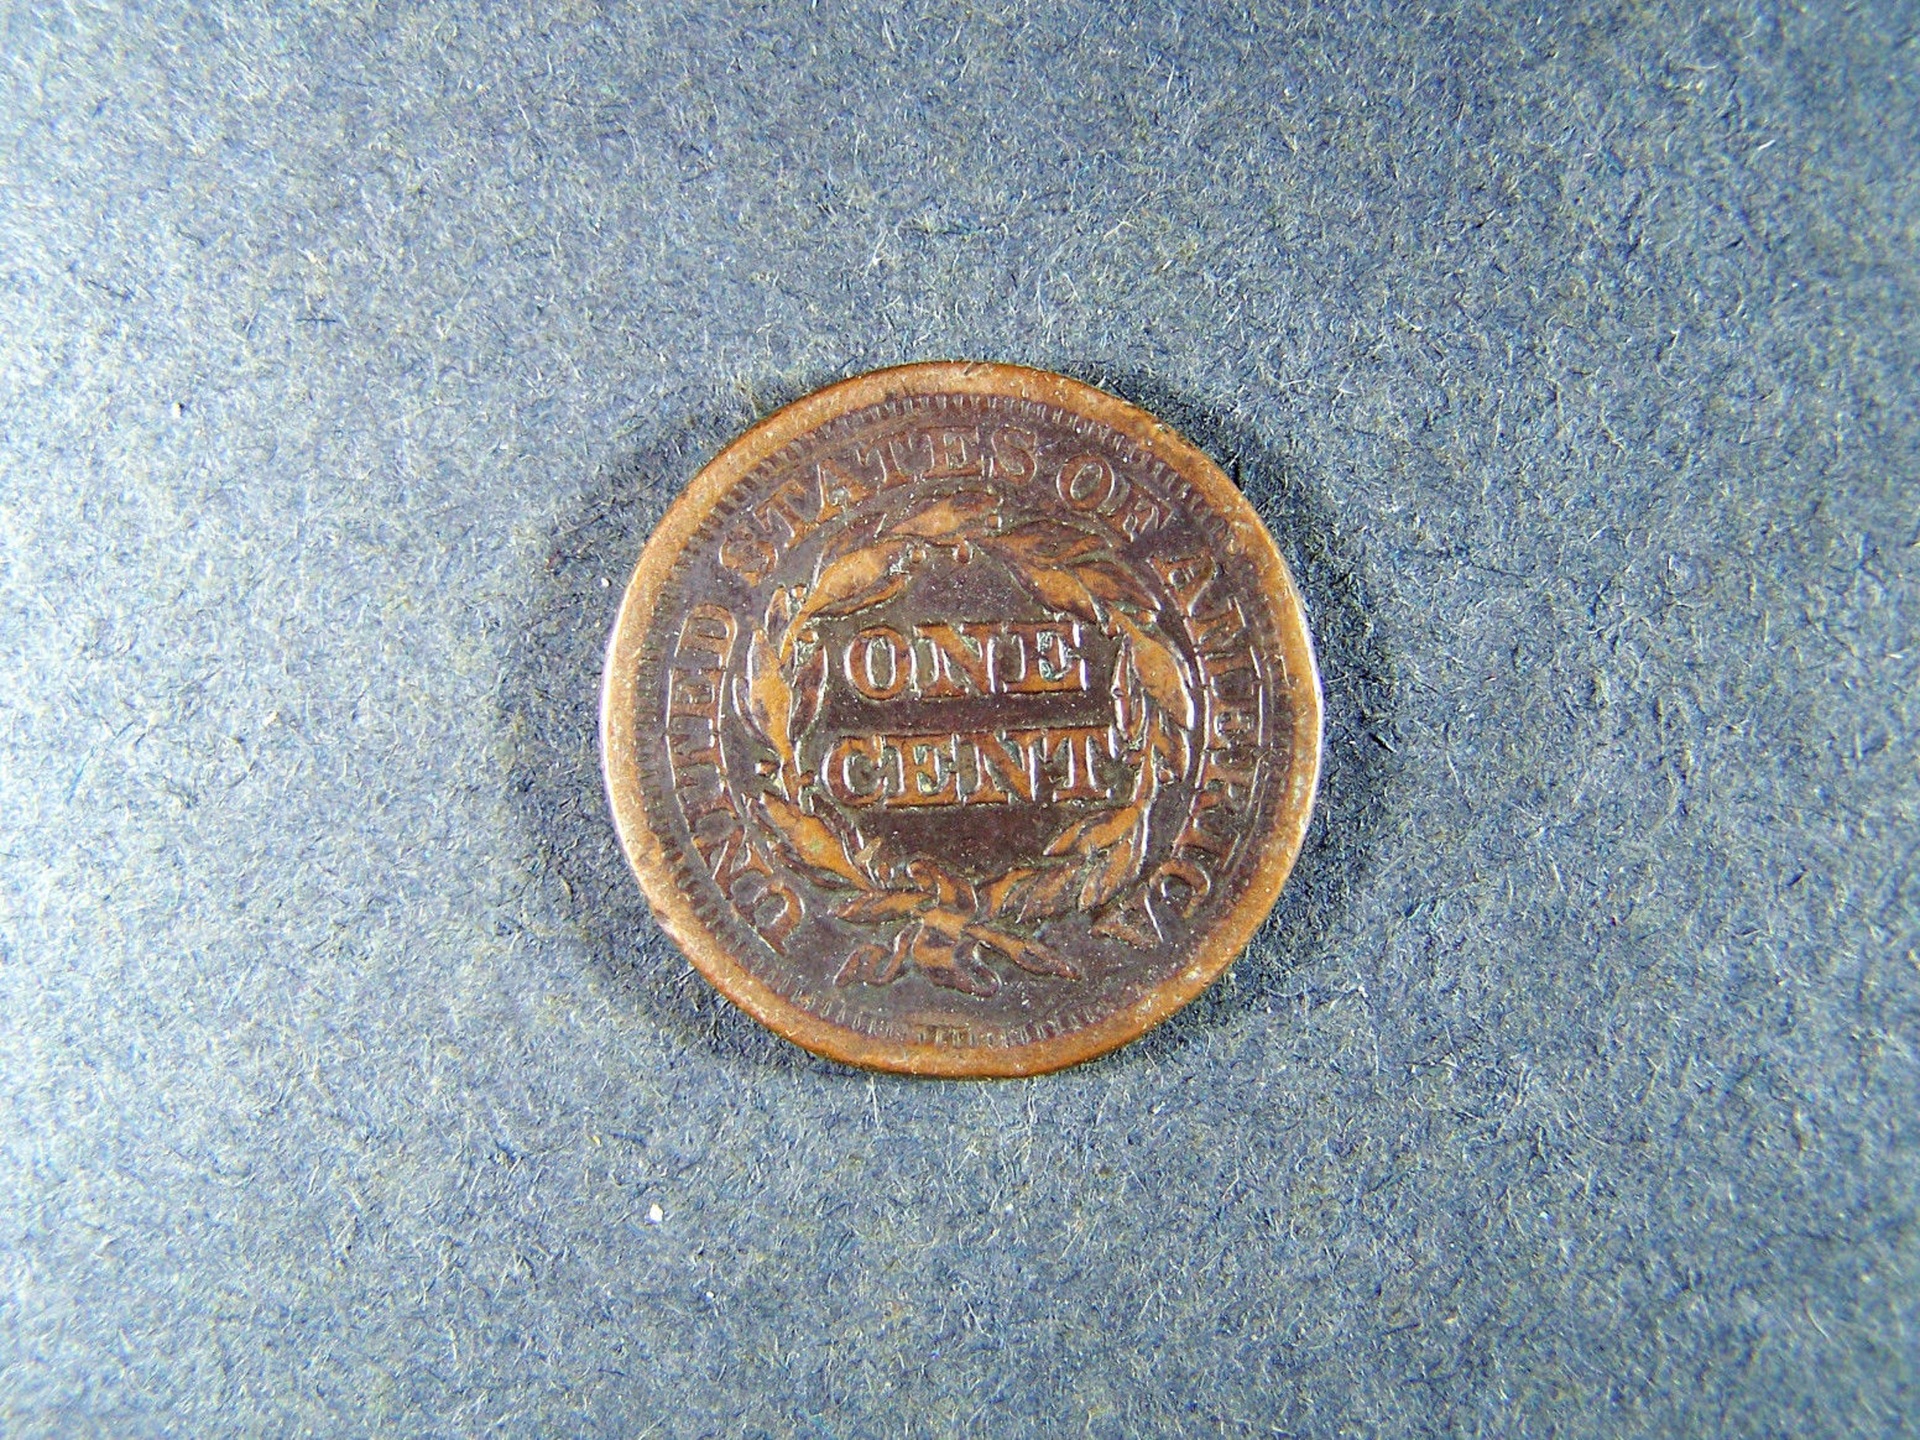 UNITED STATES OF AMERICA
ONE
CENT